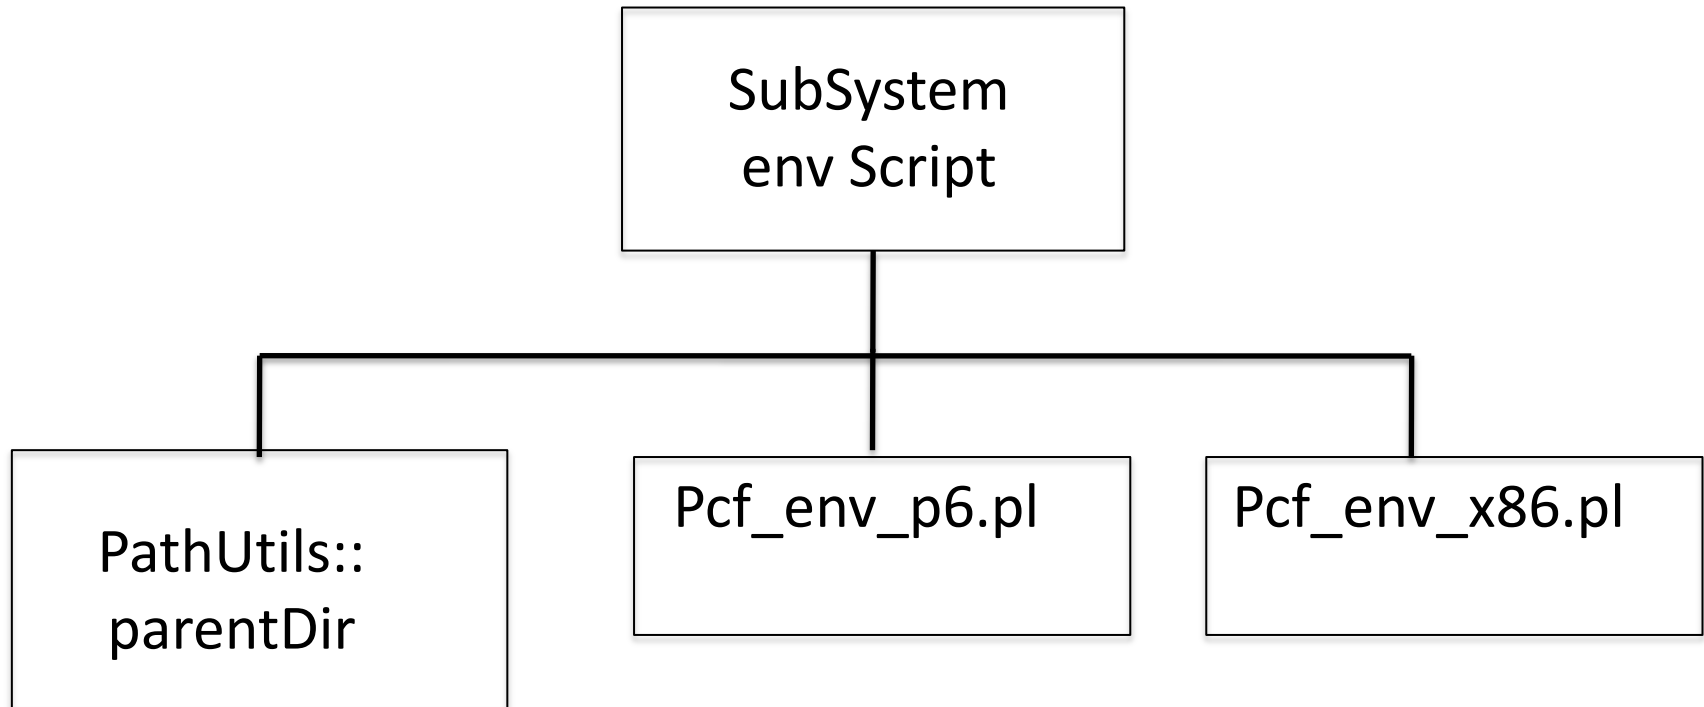 SubSystem
env Script
PathUtils::
parentDir
Pcf_env_p6.pl
Pcf_env_x86.pl